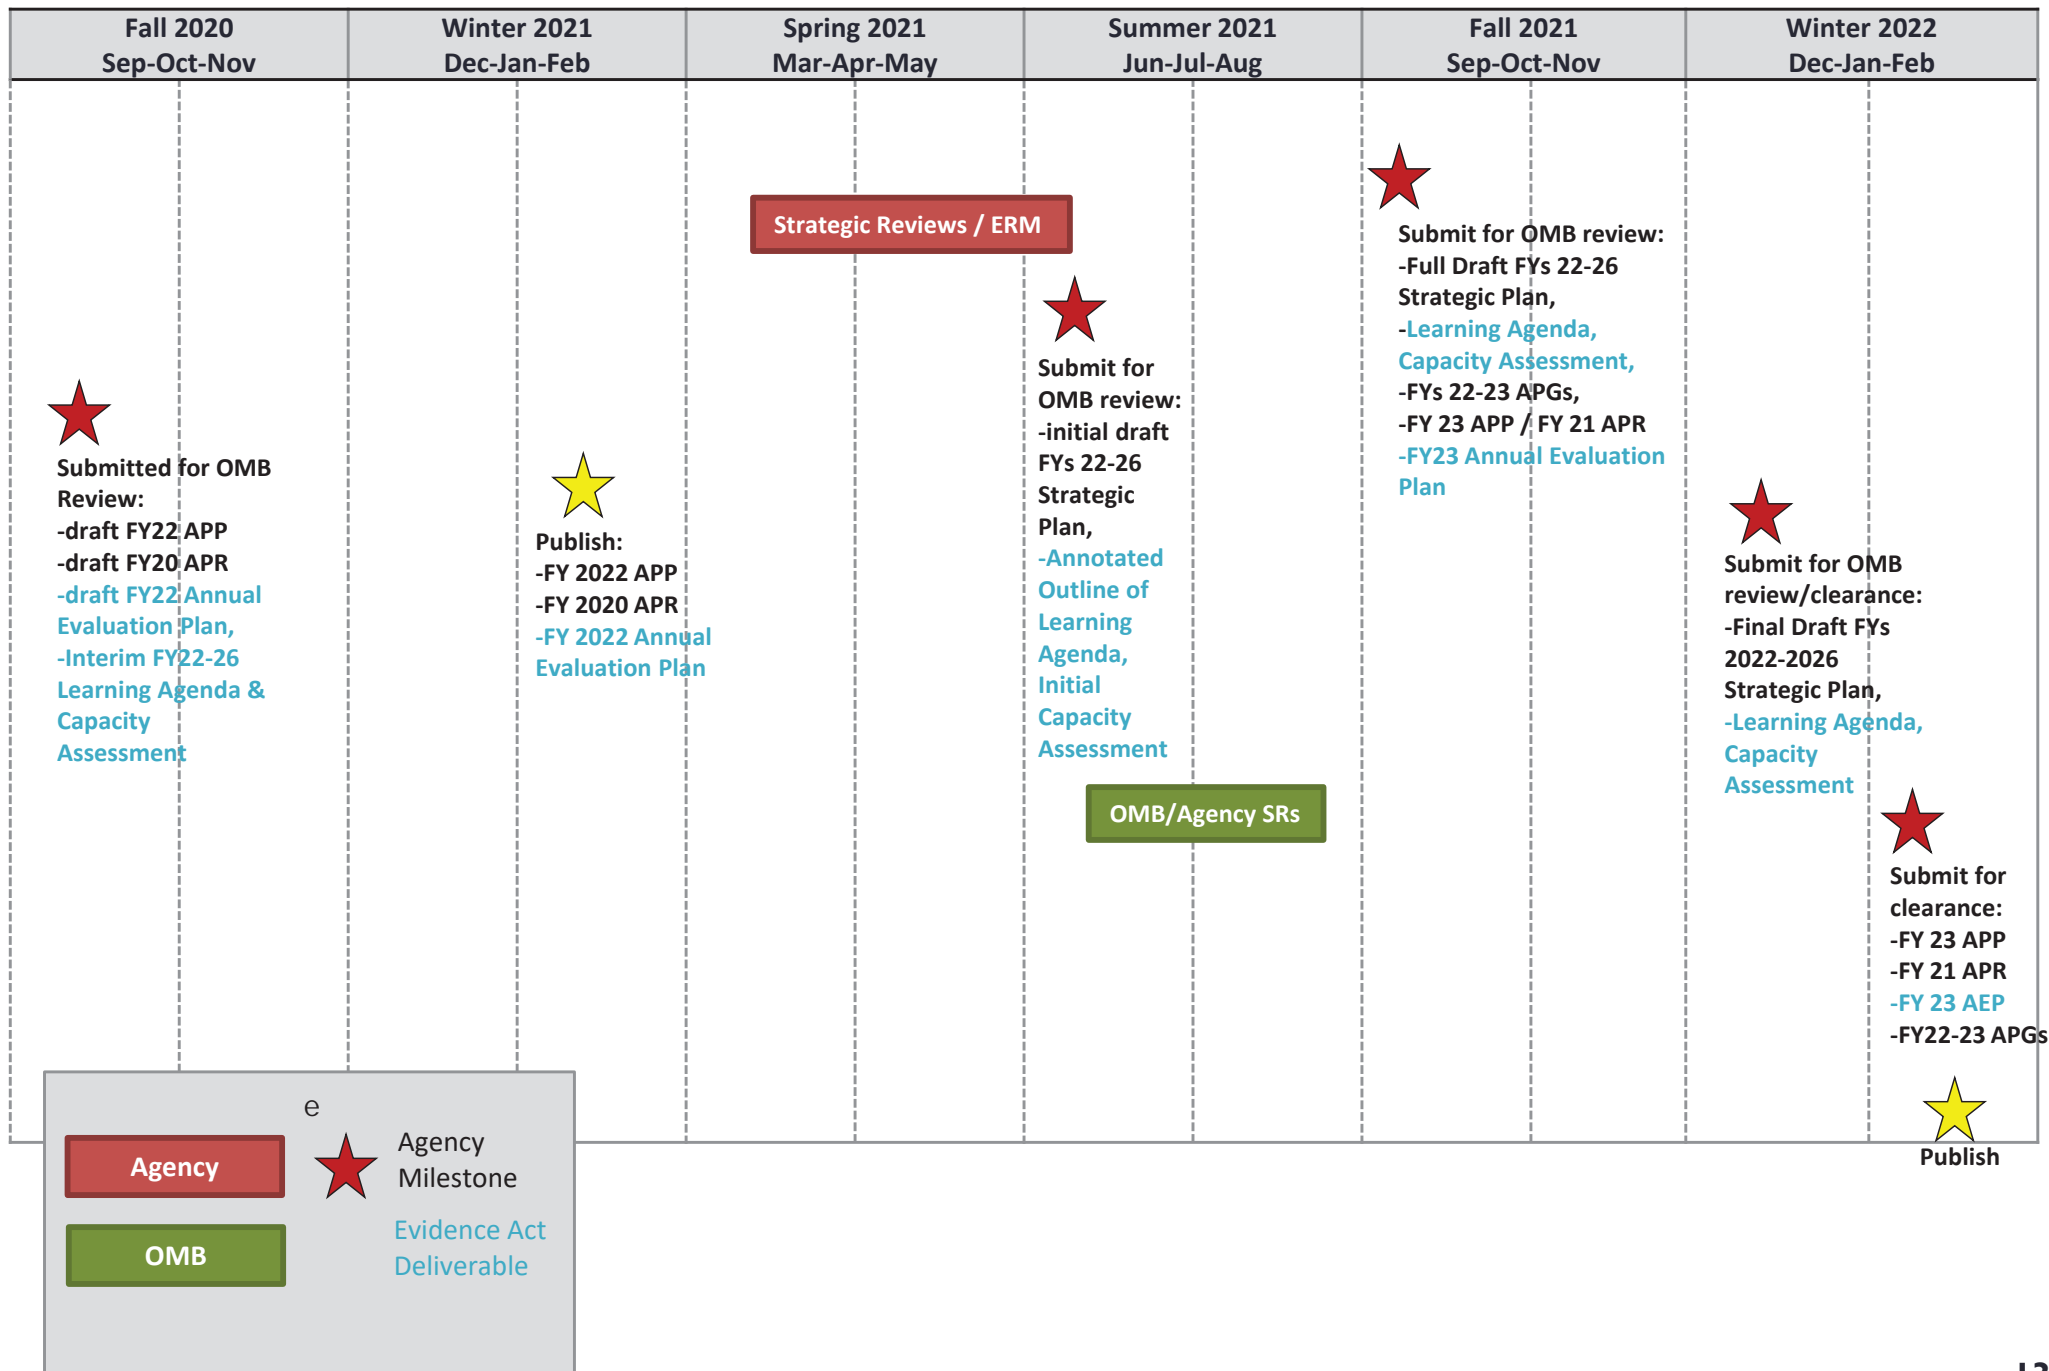 Fall 2020
Sep-Oct-Nov
Winter 2021
Dec-Jan-Feb
Spring 2021
Mar-Apr-May
Summer 2021
Jun-Jul-Aug
Fall 2021
Sep-Oct-Nov
Winter 2022
Dec-Jan-Feb
Submitted for OMB
Review:
-draft FY22 APP
-draft FY20 APR
-draft FY22 Annual
Evaluation Plan,
-Interim FY22-26
Learning Agenda &
Capacity
Assessment
Publish:
-FY 2022 APP
-FY 2020 APR
-FY 2022 Annual
Evaluation Plan
Strategic Reviews / ERM
Submit for
OMB review:
-initial draft
FYs 22-26
Strategic
Plan,
-Annotated
Outline of
Learning
Agenda,
Initial
Capacity
Assessment
OMB/Agency SRs
Submit for OMB review:
-Full Draft FYs 22-26
Strategic Plan,
-Learning Agenda,
Capacity Assessment,
-FYs 22-23 APGs,
-FY 23 APP / FY 21 APR
-FY23 Annual Evaluation
Plan
Submit for OMB
review/clearance:
-Final Draft FYs
2022-2026
Strategic Plan,
-Learning Agenda,
Capacity
Assessment
Submit for
clearance:
-FY 23 APP
-FY 21 APR
-FY 23 AEP
-FY22-23 APGs
Publish
e
Agency
Agency
Milestone
OMB
Evidence Act
Deliverable